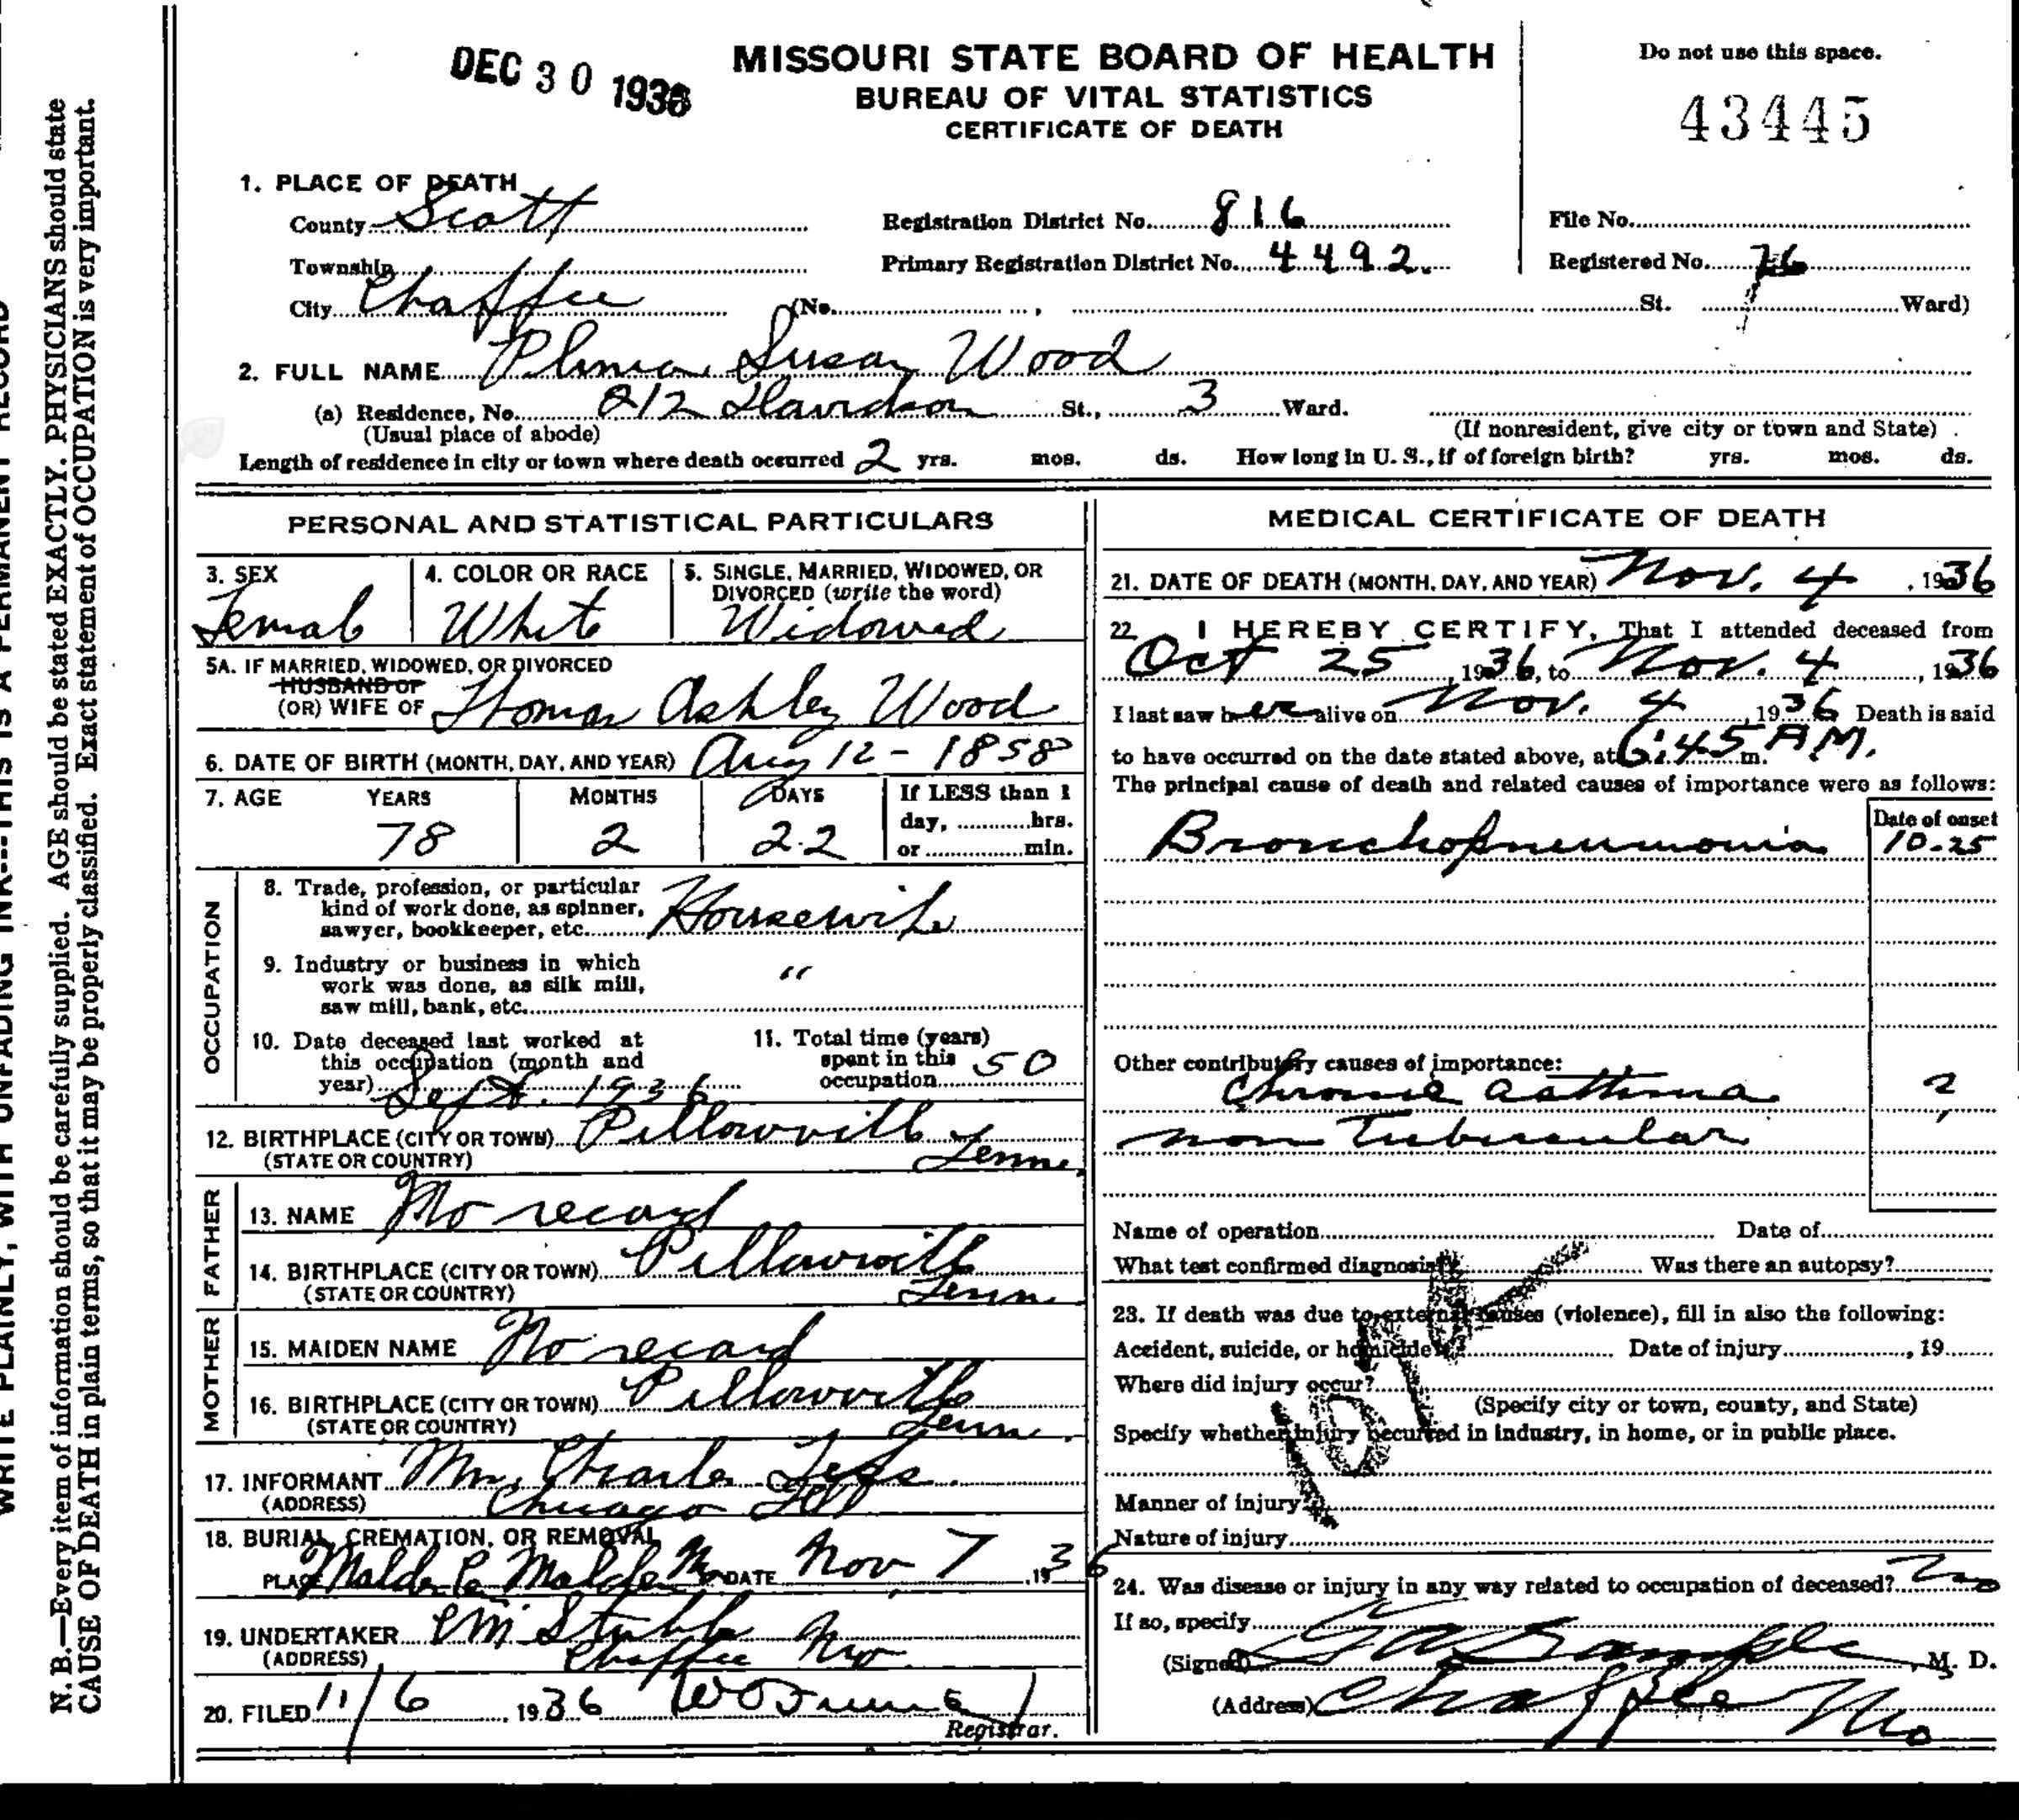 DEC 30 1936
MISSOURI STATE BOARD OF HEALTH
BUREAU OF VITAL STATISTICS
CERTIFICATE OF DEATH
Do not use this space.
43445
1. PLACE OF DEATH
County Scott
Registration District No. 816
File No.
Township
Primary Registration District No. 4492.
Registered No. 76
City Chaffee (No. , St. Ward)
2. FULL NAME Susan Wood
(a) Residence, No. 812 Davidson St., 3 Ward.
(Usual place of abode)
(If nonresident, give city or town and State)
Length of residence in city or town where death occurred 2 yrs. mos. ds. How long in U. S., if of foreign birth? yrs. mos. ds.
PERSONAL AND STATISTICAL PARTICULARS
3. SEX
Female
4. COLOR OR RACE
White
5. SINGLE, MARRIED, WIDOWED, OR
DIVORCED (write the word)
Widowed
5A. IF MARRIED, WIDOWED, OR DIVORCED
HUSBAND OF
(OR) WIFE OF Thomas Ashley Wood
6. DATE OF BIRTH (MONTH, DAY, AND YEAR) Aug 12 - 1858
7. AGE YEARS MONTHS DAYS If LESS than 1
day, hrs.
or min.
78 2 22
OCCUPATION
8. Trade, profession, or particular
kind of work done, as spinner,
sawyer, bookkeeper, etc. Housewife
9. Industry or business in which
work was done, as silk mill,
saw mill, bank, etc. "
10. Date deceased last worked at
this occupation (month and
year) Sept. 1936
11. Total time (years)
spent in this
occupation 50
12. BIRTHPLACE (CITY OR TOWN) Pillowville
(STATE OR COUNTRY) Tenn.
FATHER
13. NAME No record
14. BIRTHPLACE (CITY OR TOWN) Pillowville
(STATE OR COUNTRY) Tenn
MOTHER
15. MAIDEN NAME No record
16. BIRTHPLACE (CITY OR TOWN) Pillowville
(STATE OR COUNTRY) Tenn.
17. INFORMANT Charles
(ADDRESS) Chicago Ill
18. BURIAL, CREMATION, OR REMOVAL
PLACE Malden Mo DATE Nov 7, 1936
19. UNDERTAKER
(ADDRESS) Chaffee Mo.
20. FILED 11/6, 1936
Registrar.
MEDICAL CERTIFICATE OF DEATH
21. DATE OF DEATH (MONTH, DAY, AND YEAR) Nov. 4, 1936
22. I HEREBY CERTIFY, That I attended deceased from
Oct 25, 1936, to Nov. 4, 1936
I last saw her alive on Nov. 4, 1936 Death is said
to have occurred on the date stated above, at 6:45 A.M. m.
The principal cause of death and related causes of importance were as follows:
Date of onset
Bronchopneumonia 10-25
Other contributory causes of importance:
Chronic asthma ?
non Tubercular
Name of operation Date of
What test confirmed diagnosis? Was there an autopsy?
23. If death was due to external causes (violence), fill in also the following:
Accident, suicide, or homicide? Date of injury , 19
Where did injury occur?
(Specify city or town, county, and State)
Specify whether injury occurred in industry, in home, or in public place.
Manner of injury
Nature of injury
24. Was disease or injury in any way related to occupation of deceased? no
If so, specify
(Signed) , M. D.
(Address) Chaffee Mo
N. B.—Every item of information should be carefully supplied. AGE should be stated EXACTLY. PHYSICIANS should state
CAUSE OF DEATH in plain terms, so that it may be properly classified. Exact statement of OCCUPATION is very important.